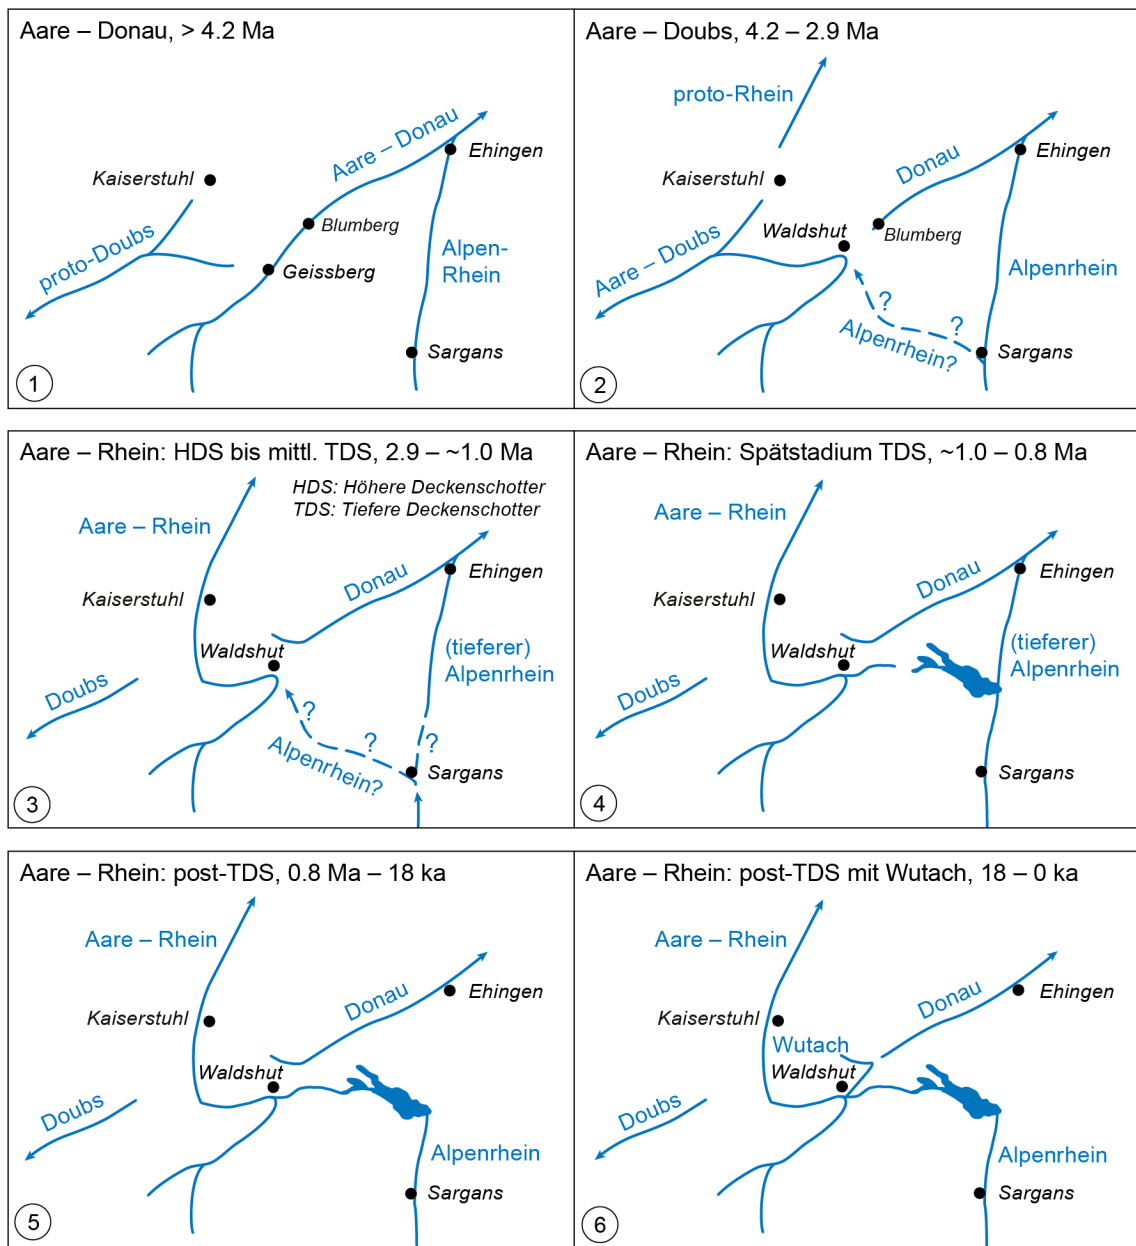 Aare – Donau, > 4.2 Ma
Aare – Donau
Ehingen
Kaiserstuhl
Blumberg
proto-Doubs
Geissberg
Alpen-
Rhein
Sargans
1
Aare – Doubs, 4.2 – 2.9 Ma
proto-Rhein
Donau
Ehingen
Kaiserstuhl
Waldshut
Blumberg
Aare – Doubs
Alpenrhein
?
?
Alpenrhein?
Sargans
2
Aare – Rhein: HDS bis mittl. TDS, 2.9 – ~1.0 Ma
HDS: Höhere Deckenschotter
TDS: Tiefere Deckenschotter
Aare – Rhein
Donau
Ehingen
Kaiserstuhl
Waldshut
(tieferer)
Alpenrhein
Doubs
?
?
?
Alpenrhein?
Sargans
3
Aare – Rhein: Spätstadium TDS, ~1.0 – 0.8 Ma
Aare – Rhein
Donau
Ehingen
Kaiserstuhl
Waldshut
(tieferer)
Alpenrhein
Doubs
Sargans
4
Aare – Rhein: post-TDS, 0.8 Ma – 18 ka
Aare – Rhein
Donau
Ehingen
Kaiserstuhl
Waldshut
Doubs
Alpenrhein
Sargans
5
Aare – Rhein: post-TDS mit Wutach, 18 – 0 ka
Aare – Rhein
Donau
Ehingen
Kaiserstuhl
Wutach
Waldshut
Doubs
Alpenrhein
Sargans
6